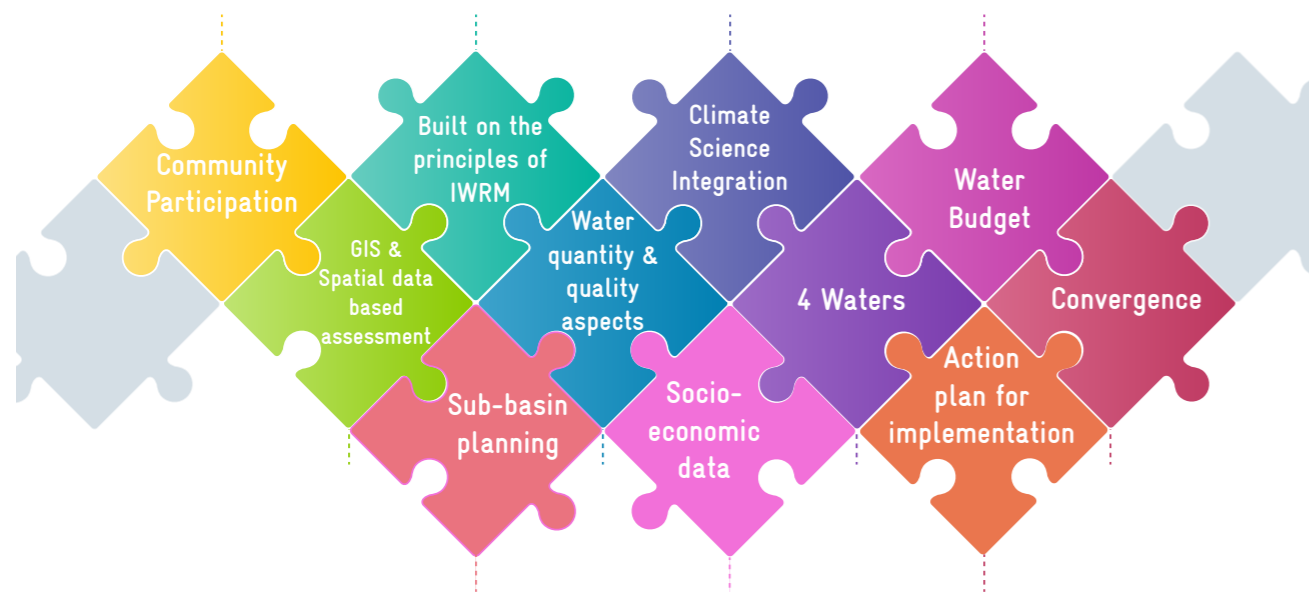 Community
Participation
Built on the
principles of
IWRM
Climate
Science
Integration
Water
Budget
GIS &
Spatial data
based
assessment
Water
quantity &
quality
aspects
4 Waters
Convergence
Sub-basin
planning
Socio-
economic
data
Action
plan for
implementation